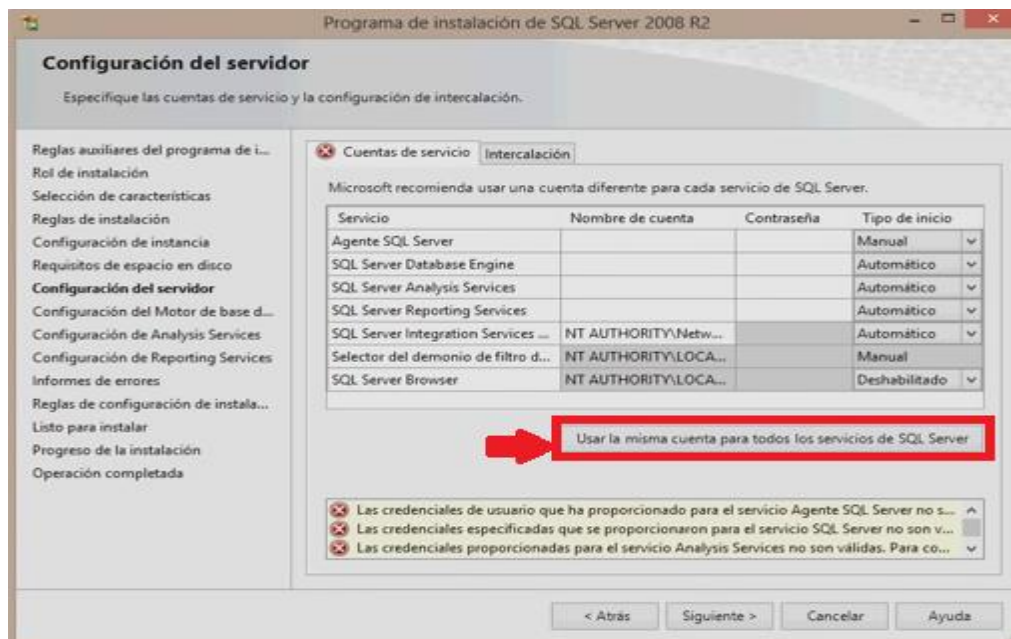 Programa de instalación de SQL Server 2008 R2
Configuración del servidor
Especifique las cuentas de servicio y la configuración de intercalación.
Reglas auxiliares del programa de i...
Rol de instalación
Selección de características
Reglas de instalación
Configuración de instancia
Requisitos de espacio en disco
Configuración del servidor
Configuración del Motor de base d...
Configuración de Analysis Services
Configuración de Reporting Services
Informes de errores
Reglas de configuración de instala...
Listo para instalar
Progreso de la instalación
Operación completada
Cuentas de servicio Intercalación
Microsoft recomienda usar una cuenta diferente para cada servicio de SQL Server.
Servicio Nombre de cuenta Contraseña Tipo de inicio
Agente SQL Server Manual
SQL Server Database Engine Automático
SQL Server Analysis Services Automático
SQL Server Reporting Services Automático
SQL Server Integration Services ... NT AUTHORITY\Netw... Automático
Selector del demonio de filtro d... NT AUTHORITY\LOCA... Manual
SQL Server Browser NT AUTHORITY\LOCA... Deshabilitado
Usar la misma cuenta para todos los servicios de SQL Server
Las credenciales de usuario que ha proporcionado para el servicio Agente SQL Server no s...
Las credenciales especificadas que se proporcionaron para el servicio SQL Server no son v...
Las credenciales proporcionadas para el servicio Analysis Services no son válidas. Para co...
< Atrás Siguiente > Cancelar Ayuda